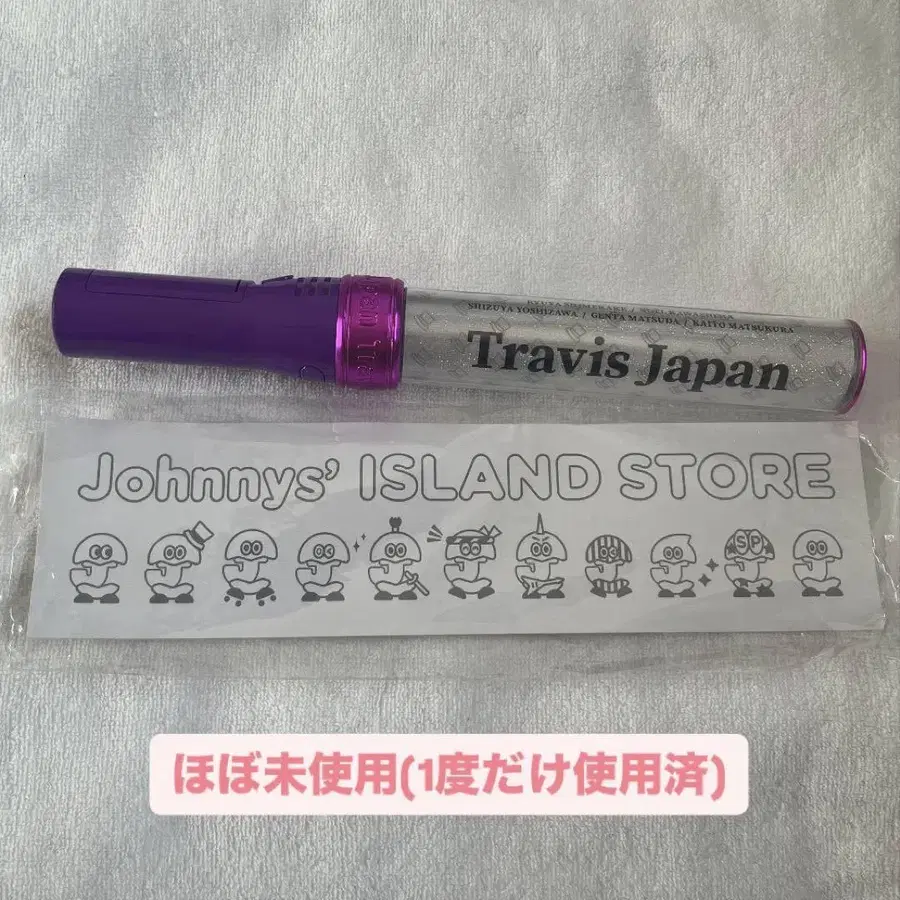 SHIZUYA YOSHIZAWA / GENTA MATSUDA / KAITO MATSUKURA
Travis Japan
Johnnys' ISLAND STORE
SP
ほぼ未使用(1度だけ使用済)